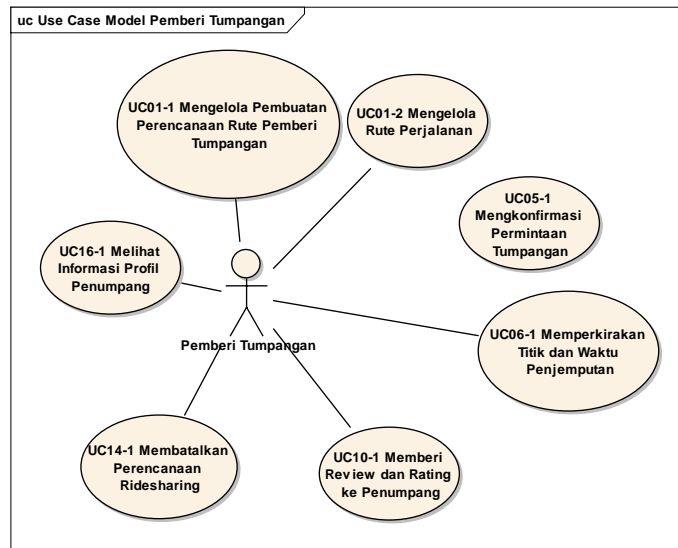 uc Use Case Model Pemberi Tumpangan
UC01-1 Mengelola Pembuatan
Perencanaan Rute Pemberi
Tumpangan
UC01-2 Mengelola
Rute Perjalanan
UC05-1
Mengkonfirmasi
Permintaan
Tumpangan
UC16-1 Melihat
Informasi Profil
Penumpang
Pemberi Tumpangan
UC06-1 Memperkirakan
Titik dan Waktu
Penjemputan
UC14-1 Membatalkan
Perencanaan
Ridesharing
UC10-1 Memberi
Review dan Rating
ke Penumpang